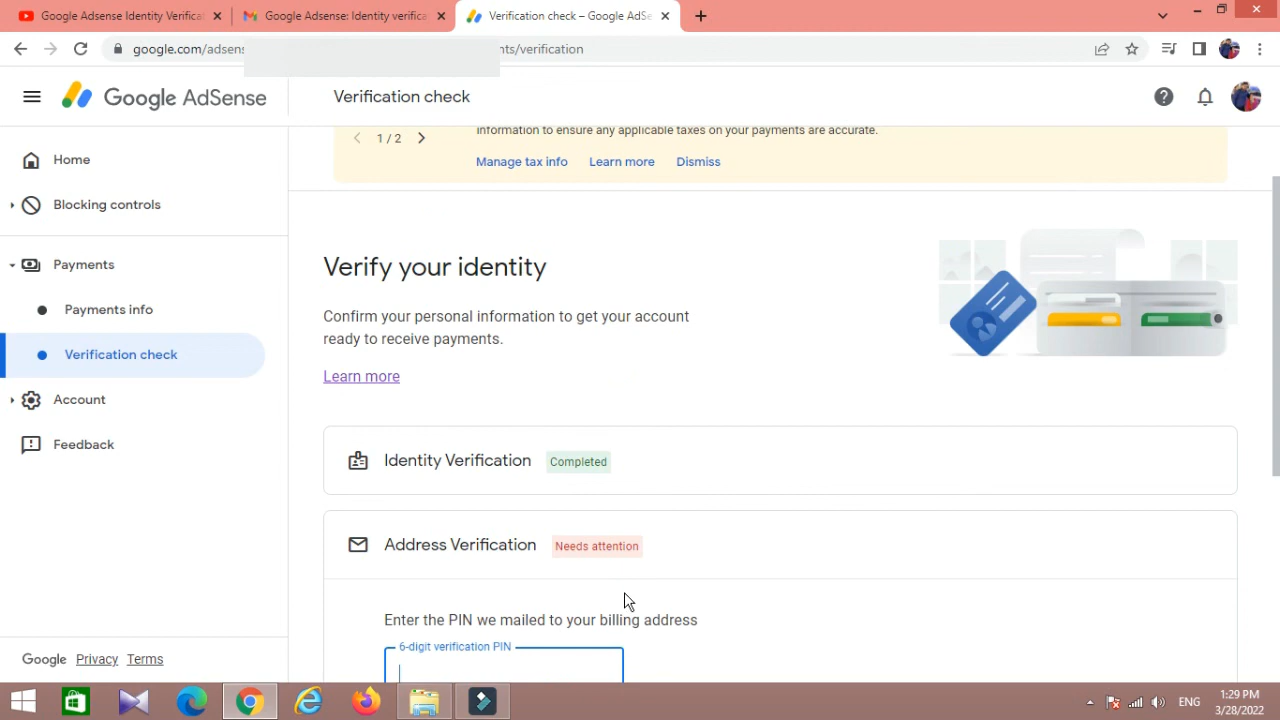 Google Adsense Identity Verificat
Google Adsense: Identity verifica
Verification check – Google AdSe
google.com/adsens
nts/verification
Google AdSense
Verification check
1 / 2
information to ensure any applicable taxes on your payments are accurate.
Manage tax info Learn more Dismiss
Home
Blocking controls
Payments
Payments info
Verification check
Account
Feedback
Verify your identity
Confirm your personal information to get your account
ready to receive payments.
Learn more
Identity Verification Completed
Address Verification Needs attention
Enter the PIN we mailed to your billing address
6-digit verification PIN
Google Privacy Terms
ENG
1:29 PM
3/28/2022